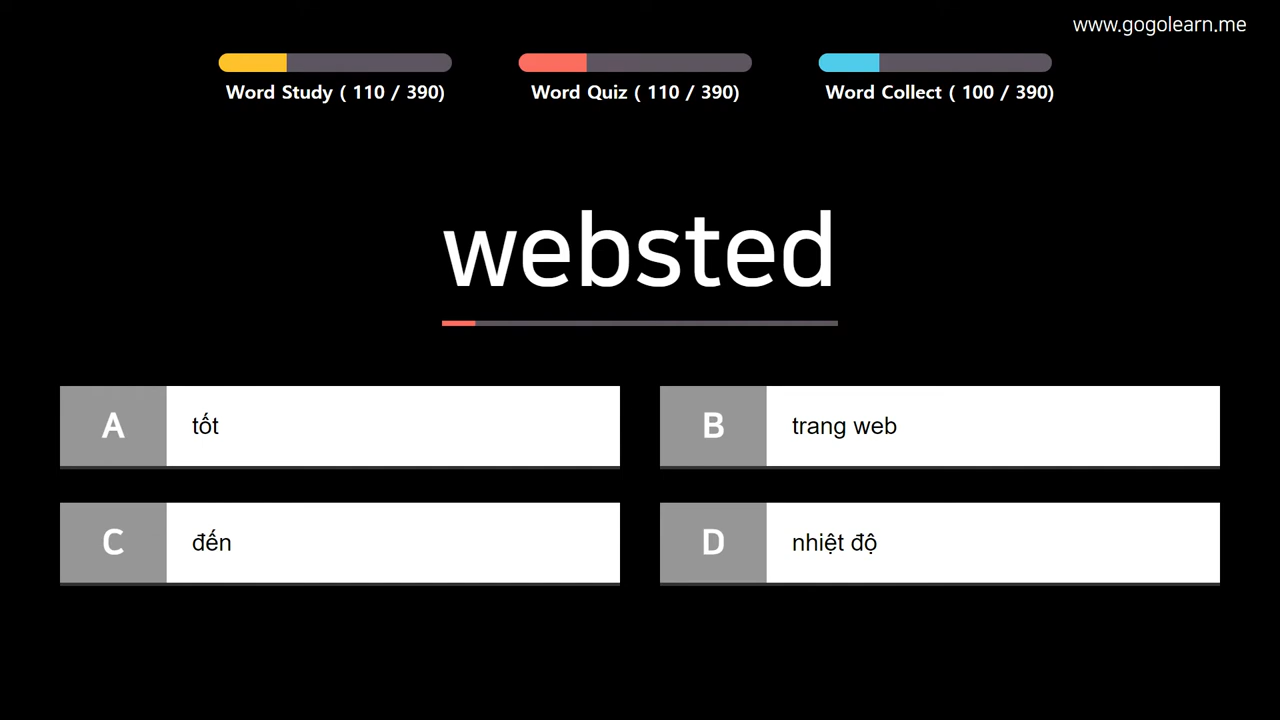 www.gogolearn.me
Word Study ( 110 / 390)
Word Quiz ( 110 / 390)
Word Collect ( 100 / 390)
websted
A
tốt
B
trang web
C
đến
D
nhiệt độ